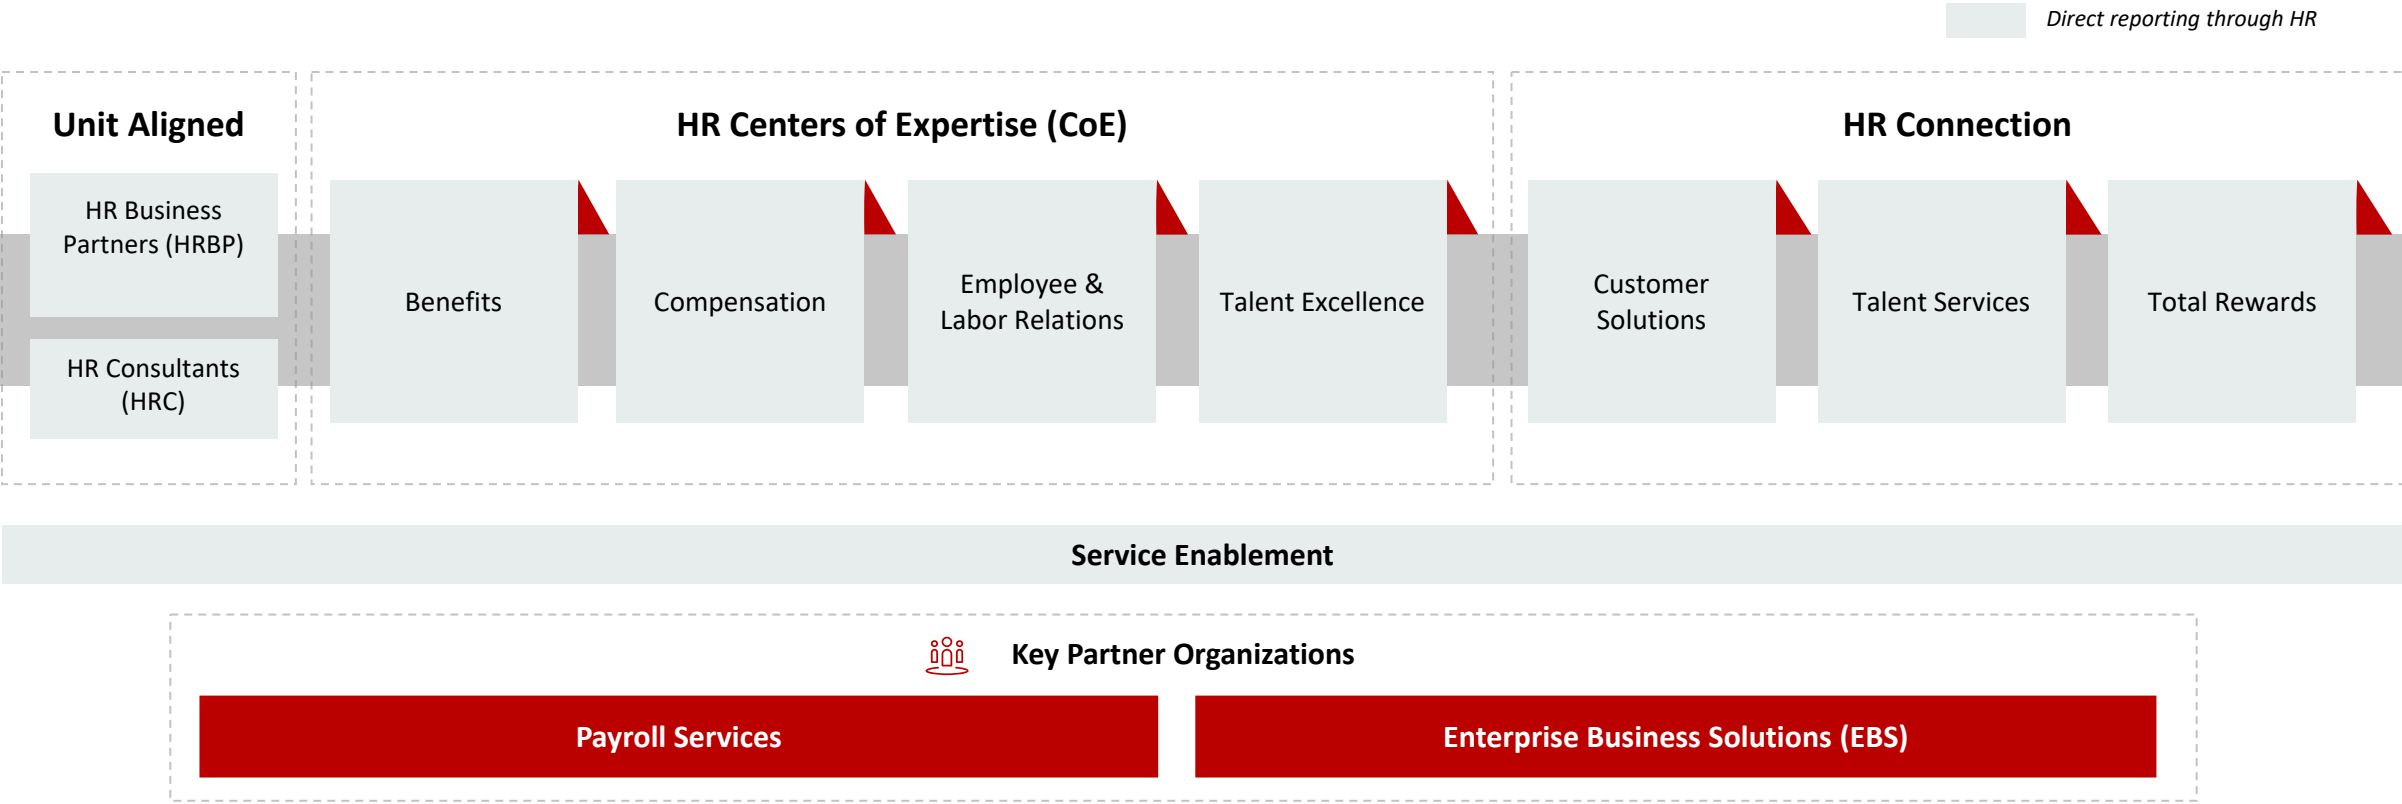 Direct reporting through HR
Unit Aligned
HR Business
Partners (HRBP)
HR Consultants
(HRC)
HR Centers of Expertise (CoE)
Benefits
Compensation
Employee &
Labor Relations
Talent Excellence
HR Connection
Customer
Solutions
Talent Services
Total Rewards
Service Enablement
Key Partner Organizations
Payroll Services
Enterprise Business Solutions (EBS)